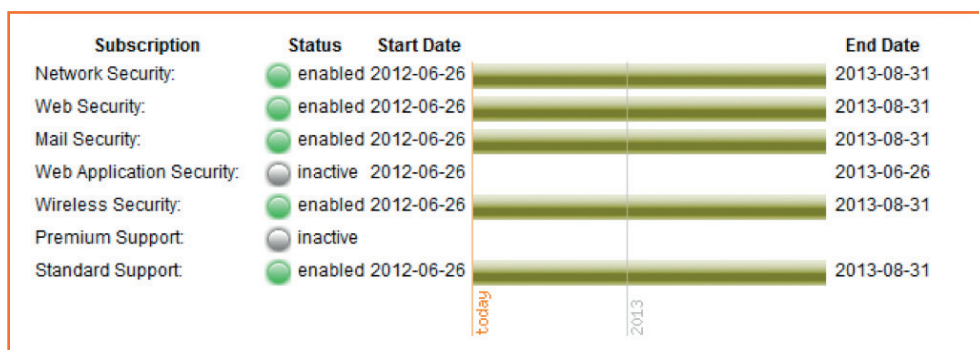 Subscription Status Start Date End Date
Network Security: enabled 2012-06-26 2013-08-31
Web Security: enabled 2012-06-26 2013-08-31
Mail Security: enabled 2012-06-26 2013-08-31
Web Application Security: inactive 2012-06-26 2013-06-26
Wireless Security: enabled 2012-06-26 2013-08-31
Premium Support: inactive
Standard Support: enabled 2012-06-26 2013-08-31
today 2013